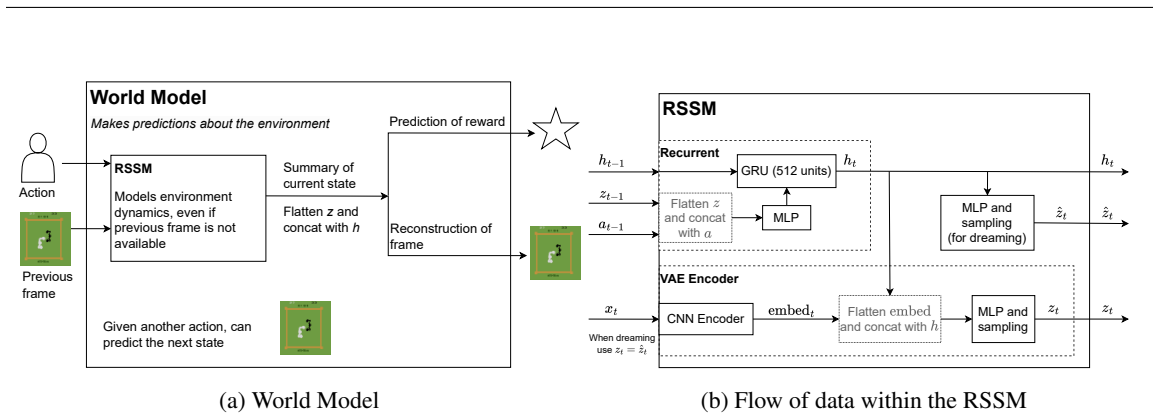 World Model
Makes predictions about the environment
Action
Previous
frame
RSSM
Models environment
dynamics, even if
previous frame is not
available
Summary of
current state
Flatten z and
concat with h
Prediction of reward
Reconstruction of
frame
Given another action, can
predict the next state
(a) World Model
RSSM
Recurrent
h_{t-1}
z_{t-1}
a_{t-1}
Flatten z
and concat
with a
MLP
GRU (512 units)
h_t
h_t
MLP and
sampling
(for dreaming)
ẑ_t
ẑ_t
VAE Encoder
x_t
When dreaming
use z_t = ẑ_t
CNN Encoder
embed_t
Flatten embed
and concat with h
MLP and
sampling
z_t
z_t
(b) Flow of data within the RSSM